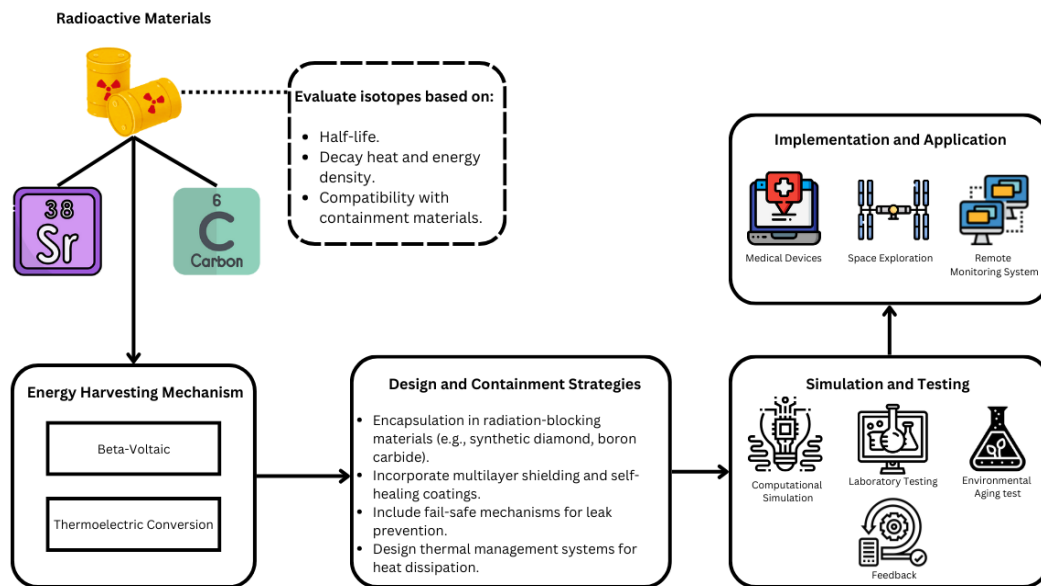 Radioactive Materials
Evaluate isotopes based on:
• Half-life.
• Decay heat and energy
density.
• Compatibility with
containment materials.
38
Sr
6
C
Carbon
Energy Harvesting Mechanism
Beta-Voltaic
Thermoelectric Conversion
Design and Containment Strategies
• Encapsulation in radiation-blocking
materials (e.g., synthetic diamond, boron
carbide).
• Incorporate multilayer shielding and self-
healing coatings.
• Include fail-safe mechanisms for leak
prevention.
• Design thermal management systems for
heat dissipation.
Implementation and Application
Medical Devices
Space Exploration
Remote
Monitoring System
Simulation and Testing
Computational
Simulation
Laboratory Testing
Environmental
Aging test
Feedback